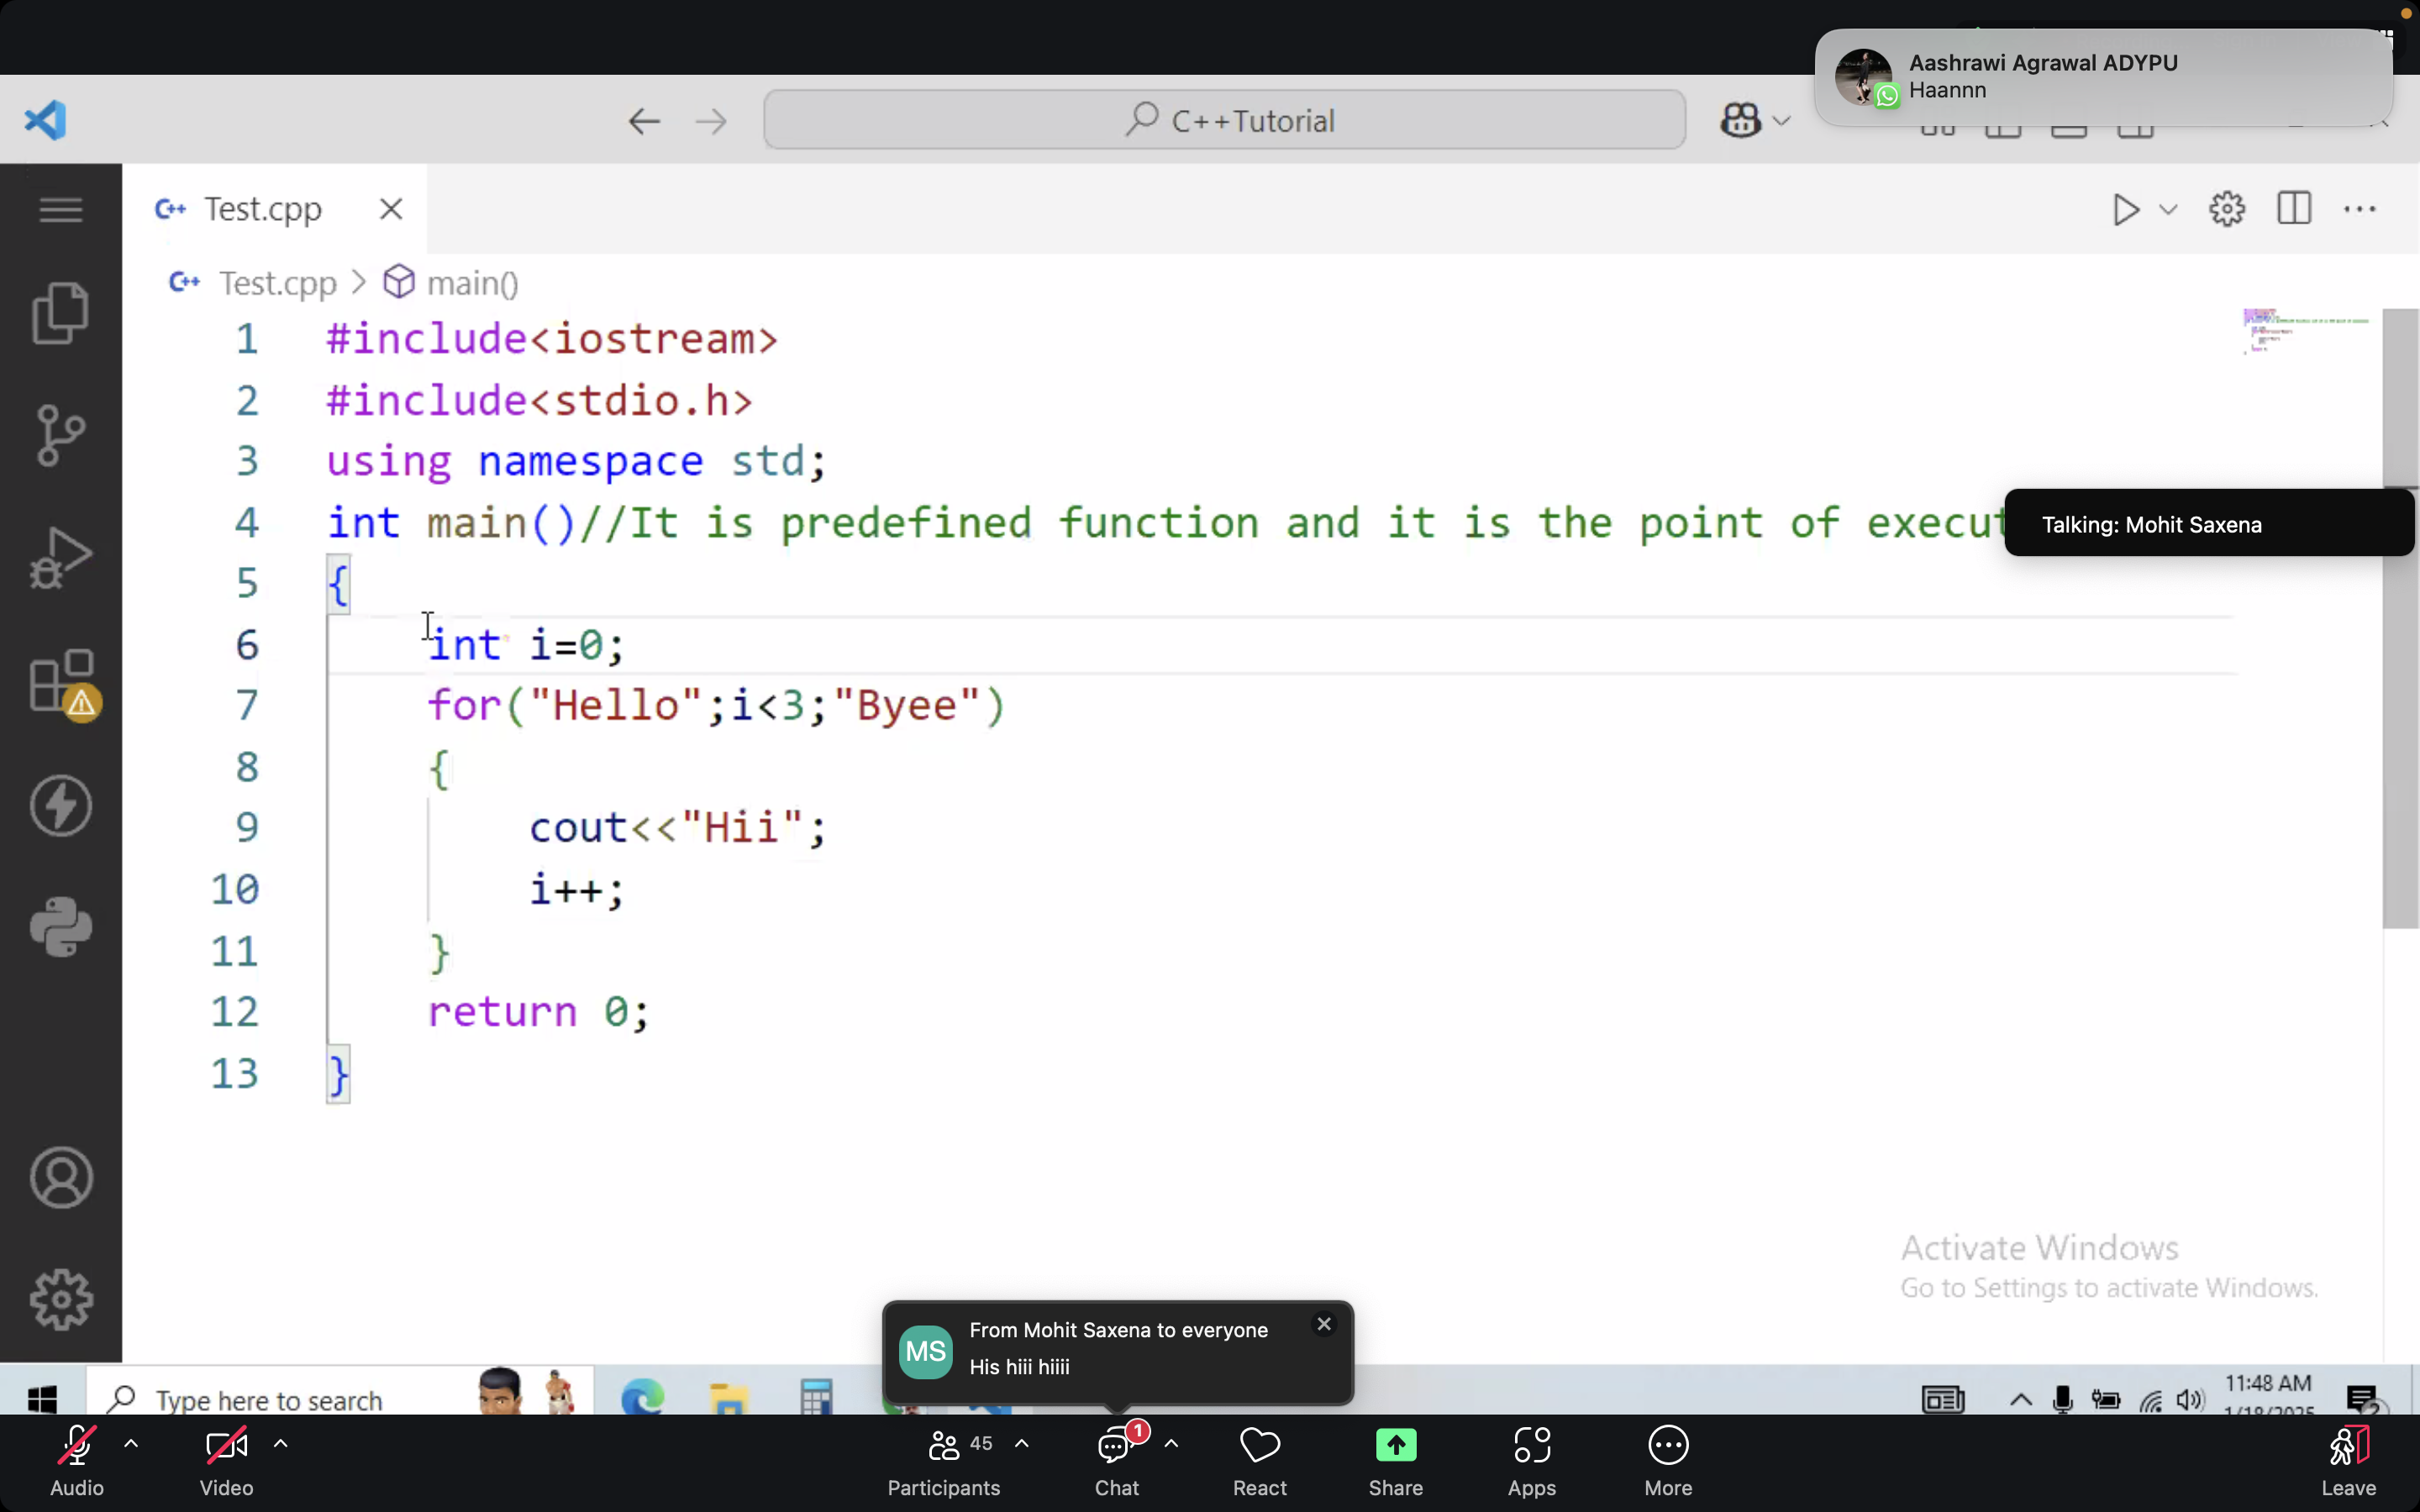 Aashrawi Agrawal ADYPU
Haannn
C++Tutorial
C++ Test.cpp
C++ Test.cpp > main()
1 #include<iostream>
2 #include<stdio.h>
3 using namespace std;
4 int main()//It is predefined function and it is the point of execut
Talking: Mohit Saxena
5 {
6 int i=0;
7 for("Hello";i<3;"Byee")
8 {
9 cout<<"Hii";
10 i++;
11 }
12 return 0;
13 }
Activate Windows
Go to Settings to activate Windows.
MS
From Mohit Saxena to everyone
His hiii hiiii
Type here to search
11:48 AM
1/18/2025
2
Audio
Video
45
Participants
1
Chat
React
Share
Apps
More
Leave